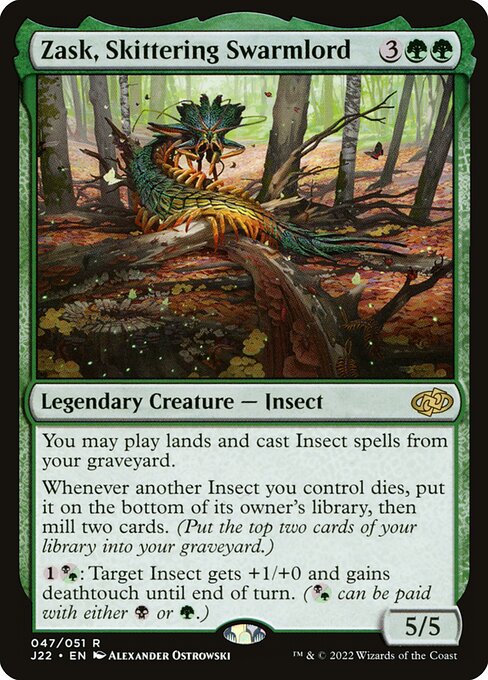 Zask, Skittering Swarmlord 3
Legendary Creature — Insect
You may play lands and cast Insect spells from
your graveyard.
Whenever another Insect you control dies, put
it on the bottom of its owner's library, then
mill two cards. (Put the top two cards of your
library into your graveyard.)
1 : Target Insect gets +1/+0 and gains
deathtouch until end of turn. ( can be paid
with either or .)
5/5
047/051 R
J22 • EN Alexander Ostrowski
™ & © 2022 Wizards of the Coast